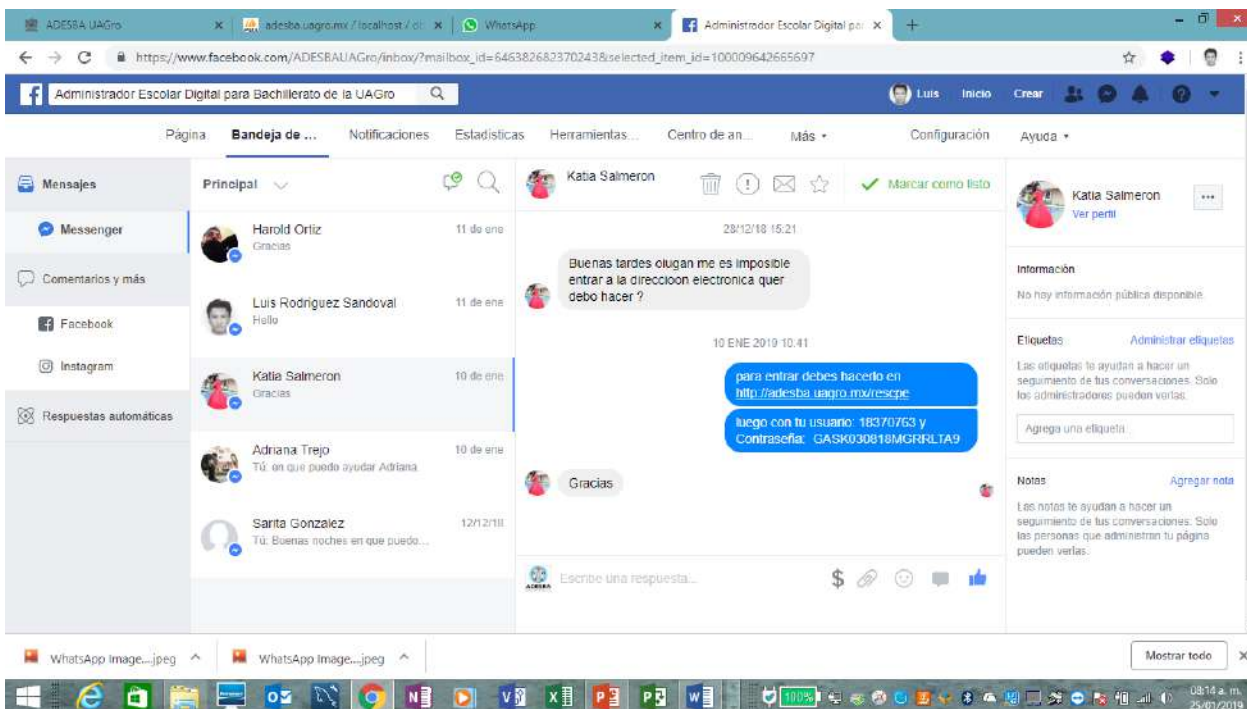 ADESBA UAGro
adesba.uagro.mx / localhost /
WhatsApp
Administrador Escolar Digital par
https://www.facebook.com/ADESBAUAGro/inbox/?mailbox_id=646382682370243&selected_item_id=100009642665697
Administrador Escolar Digital para Bachillerato de la UAGro
Luis Inicio Crear
Página Bandeja de ... Notificaciones Estadísticas Herramientas... Centro de an... Más Configuración Ayuda
Mensajes
Messenger
Comentarios y más
Facebook
Instagram
Respuestas automáticas
Principal
Harold Ortiz 11 de ene
Gracias
Luis Rodriguez Sandoval 11 de ene
Hello
Katia Salmeron 10 de ene
Gracias
Adriana Trejo 10 de ene
Tú: en que puedo ayudar Adriana
Sarita Gonzalez 12/12/18
Tú: Buenas noches en que puedo...
Katia Salmeron
Marcar como listo
28/12/18 15:21
Buenas tardes oiugan me es imposible
entrar a la direccioon electronica quer
debo hacer ?
10 ENE 2019 10:41
para entrar debes hacerlo en
http://adesba.uagro.mx/rescpe
luego con tu usuario: 18370763 y
Contraseña: GASK030818MGRRLTA9
Gracias
Escribe una respuesta...
Katia Salmeron
Ver perfil
Información
No hay información pública disponible.
Etiquetas Administrar etiquetas
Las etiquetas te ayudan a hacer un
seguimiento de tus conversaciones. Solo
los administradores pueden verlas.
Agrega una etiqueta
Notas Agregar nota
Las notas te ayudan a hacer un
seguimiento de tus conversaciones. Solo
las personas que administran tu página
pueden verlas.
WhatsApp Image....jpeg
WhatsApp Image....jpeg
Mostrar todo
100%
08:14 a. m.
25/01/2019